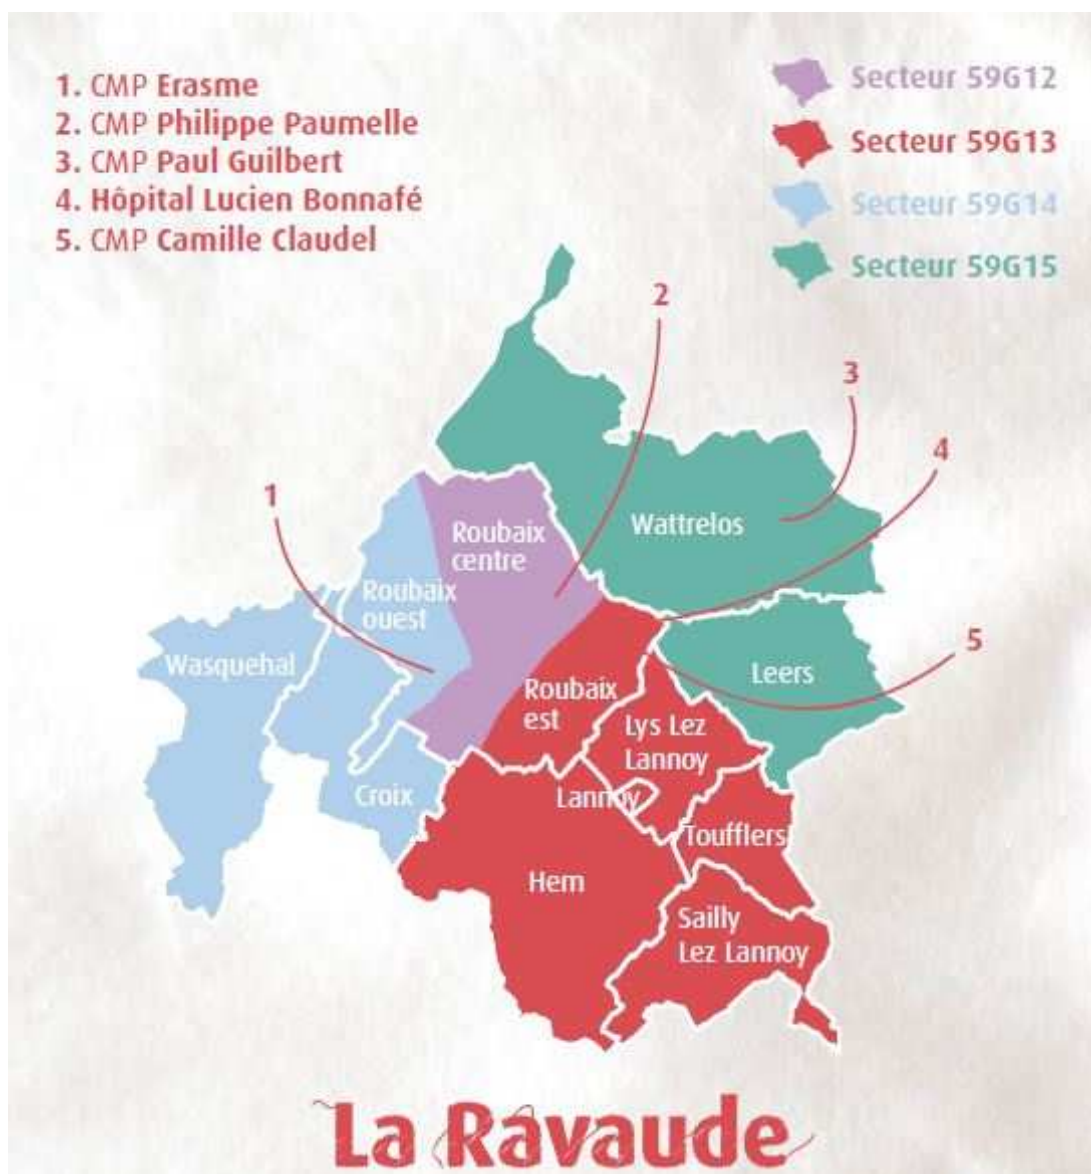 1. CMP Erasme
2. CMP Philippe Paumelle
3. CMP Paul Guilbert
4. Hôpital Lucien Bonnafé
5. CMP Camille Claudel
Secteur 59G12
Secteur 59G13
Secteur 59G14
Secteur 59G15
2
3
4
1
Wattrelos
Roubaix
centre
Roubaix
ouest
5
Wasquehal
Leers
Roubaix
est
Lys Lez
Lannoy
Croix
Lannoy
Toufflers
Hem
Sailly
Lez Lannoy
La Ravaude